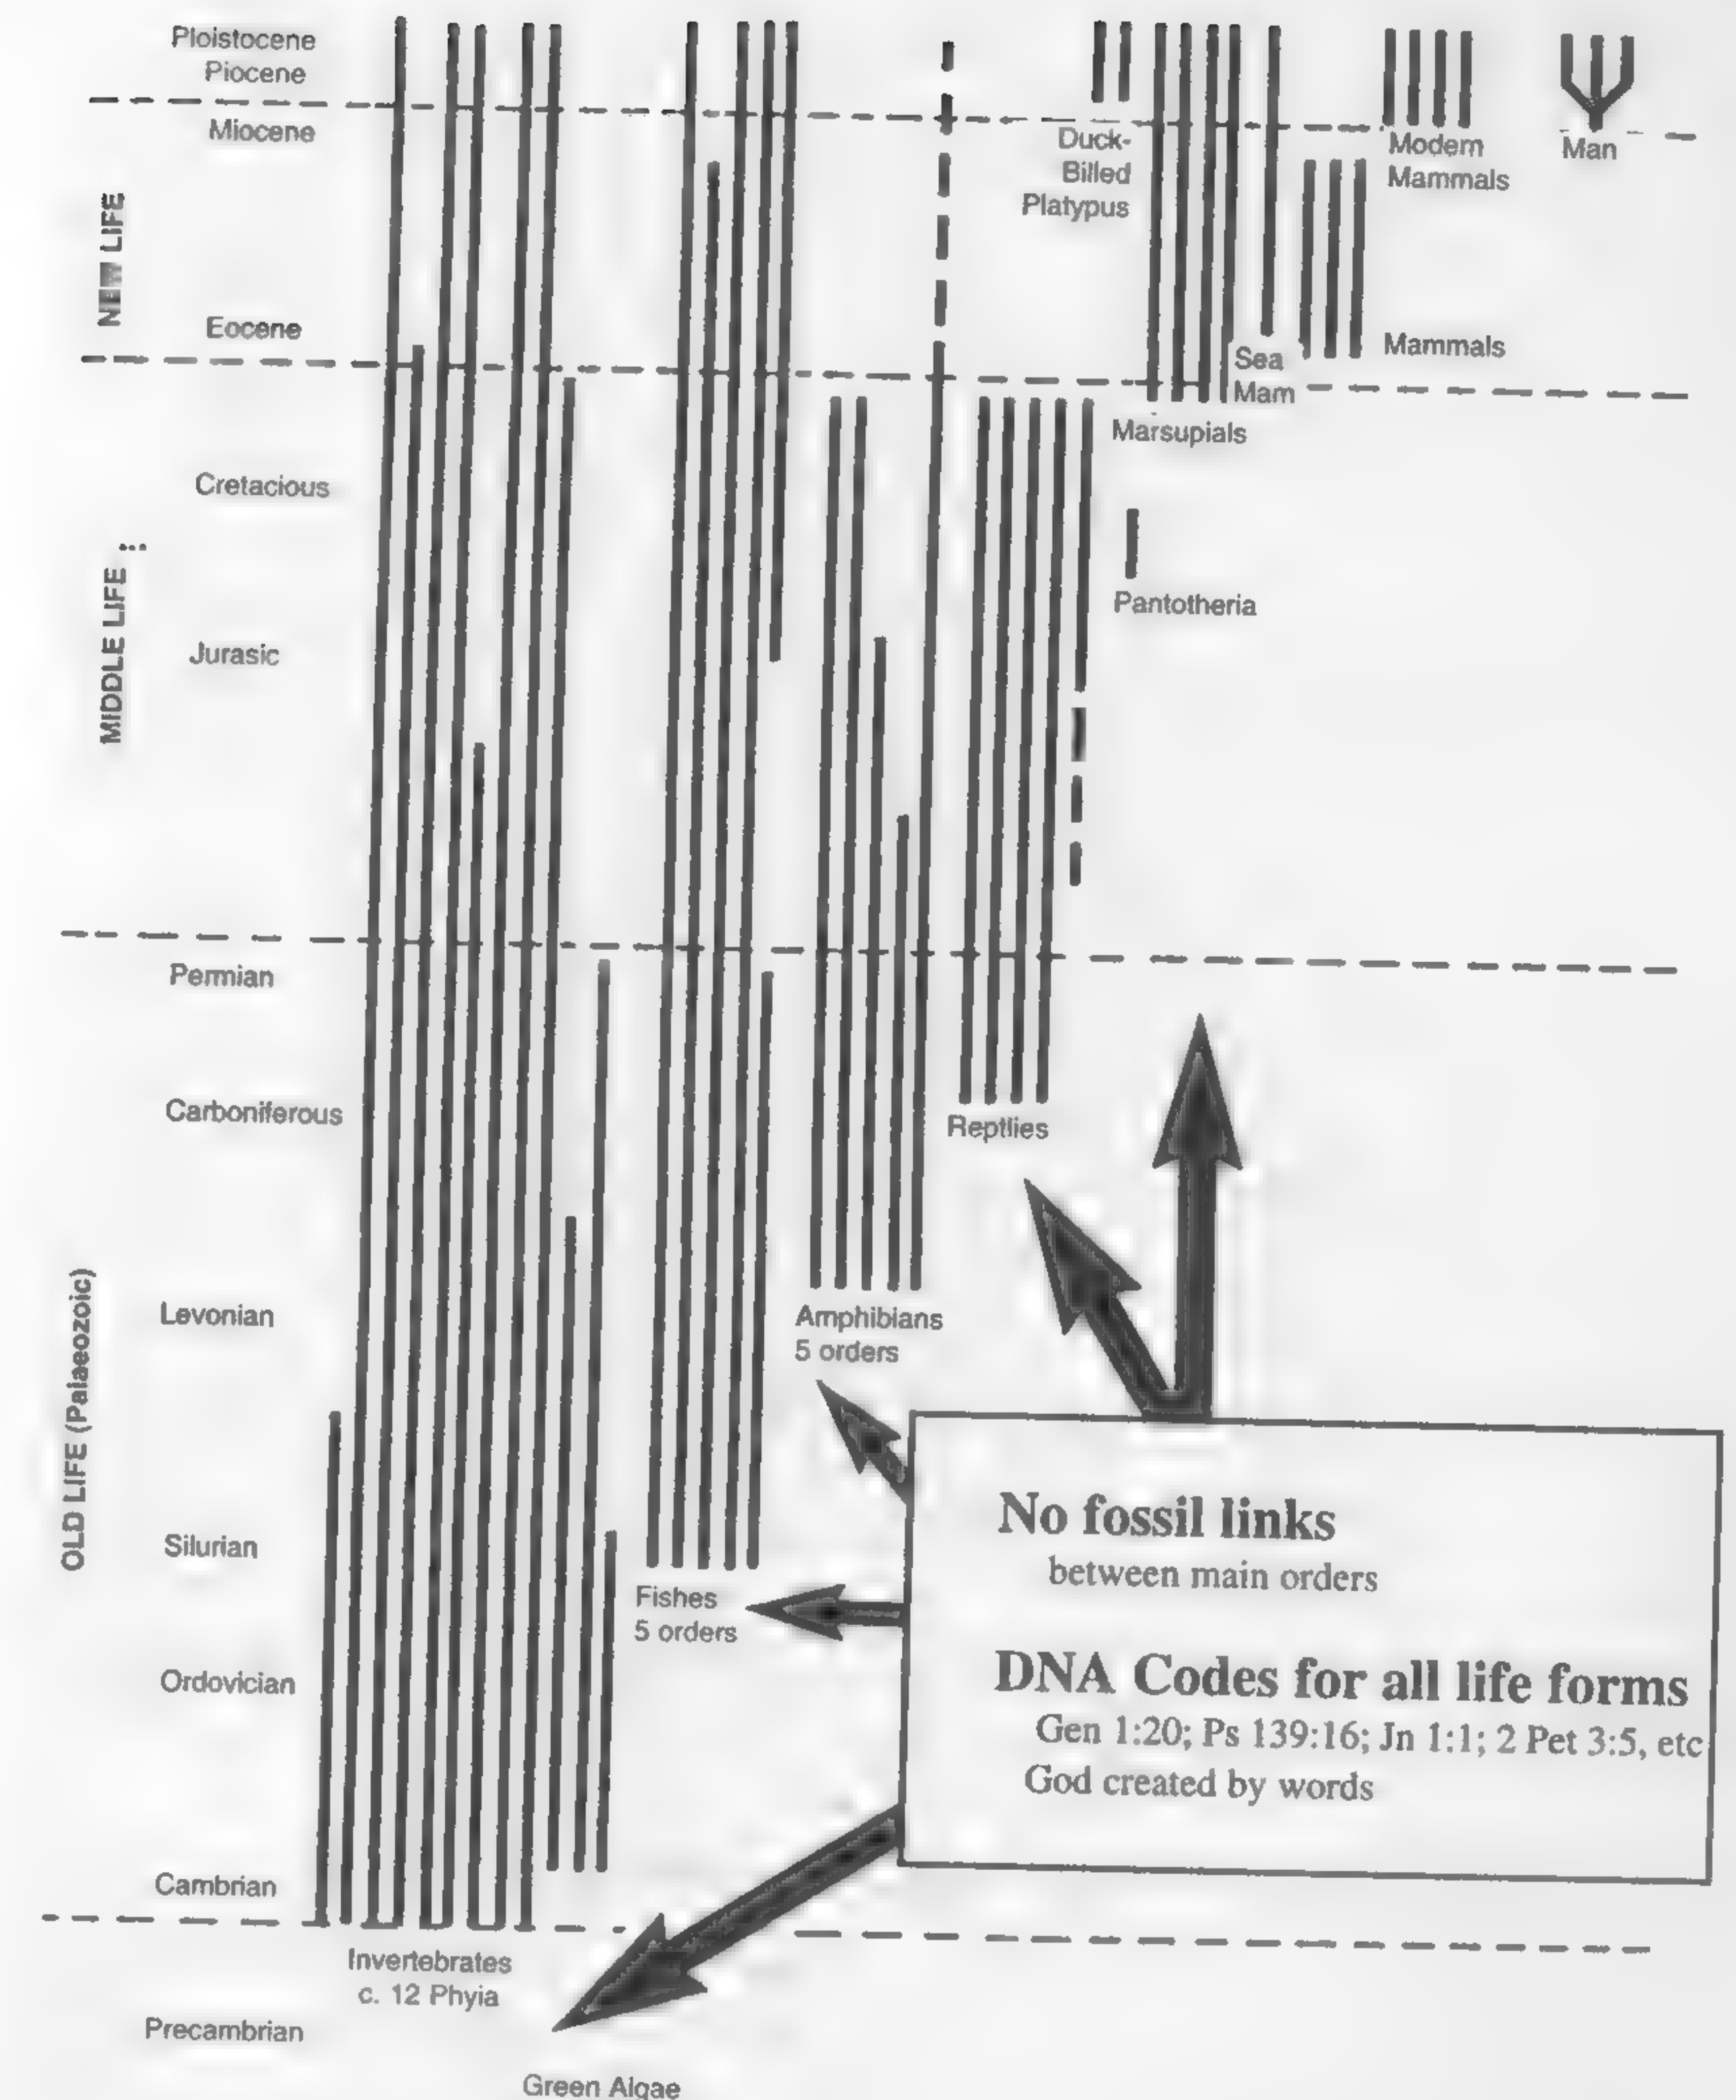 Ploistocene
Piocene
Miocene
Duck-
Billed
Platypus
Modem
Mammals
Man
NEW LIFE
Eocene
Sea
Mam
Mammals
Marsupials
Cretacious
Pantotheria
MIDDLE LIFE
Jurasic
Permian
Carboniferous
Reptlies
OLD LIFE (Palaeozoic)
Levonian
Amphibians
5 orders
Silurian
Fishes
5 orders
Ordovician
No fossil links
between main orders
DNA Codes for all life forms
Gen 1:20; Ps 139:16; Jn 1:1; 2 Pet 3:5, etc
God created by words
Cambrian
Invertebrates
c. 12 Phyia
Precambrian
Green Algae